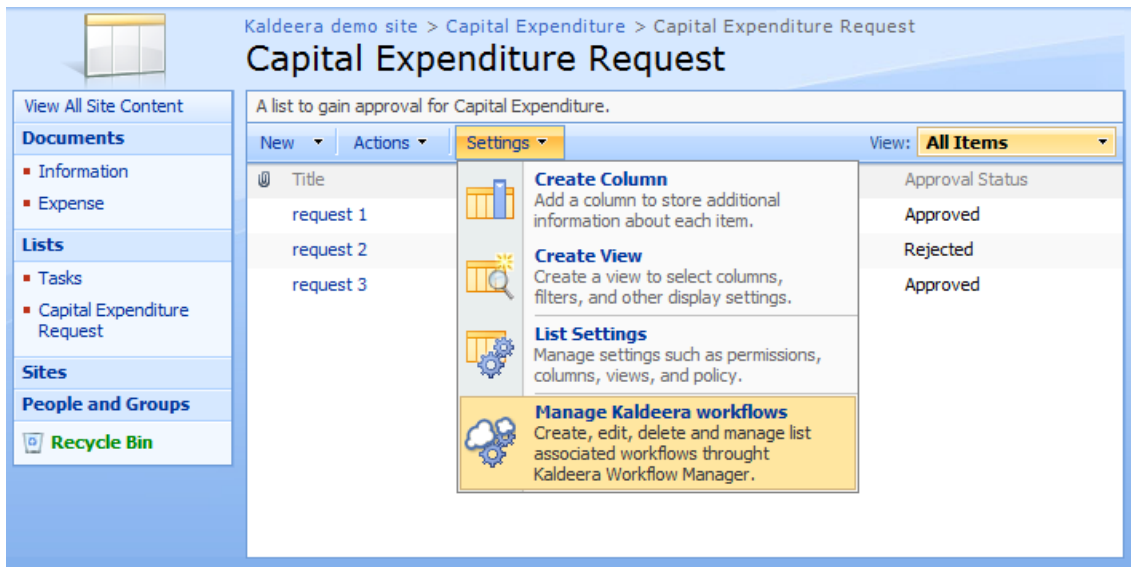 Kaldeera demo site > Capital Expenditure > Capital Expenditure Request
Capital Expenditure Request
View All Site Content
Documents
Information
Expense
Lists
Tasks
Capital Expenditure
Request
Sites
People and Groups
Recycle Bin
A list to gain approval for Capital Expenditure.
New Actions Settings View: All Items
Title Approval Status
request 1 Approved
request 2 Rejected
request 3 Approved
Create Column
Add a column to store additional
information about each item.
Create View
Create a view to select columns,
filters, and other display settings.
List Settings
Manage settings such as permissions,
columns, views, and policy.
Manage Kaldeera workflows
Create, edit, delete and manage list
associated workflows throught
Kaldeera Workflow Manager.